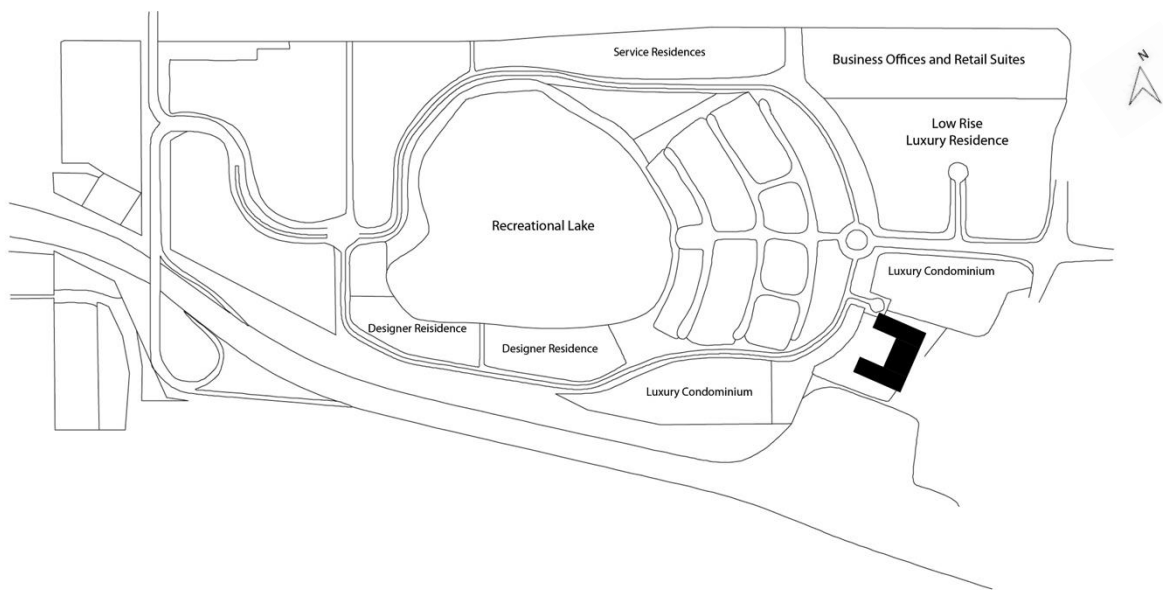 Service Residences
Business Offices and Retail Suites
N
Low Rise
Luxury Residence
Recreational Lake
Luxury Condominium
Designer Reisidence
Designer Residence
Luxury Condominium